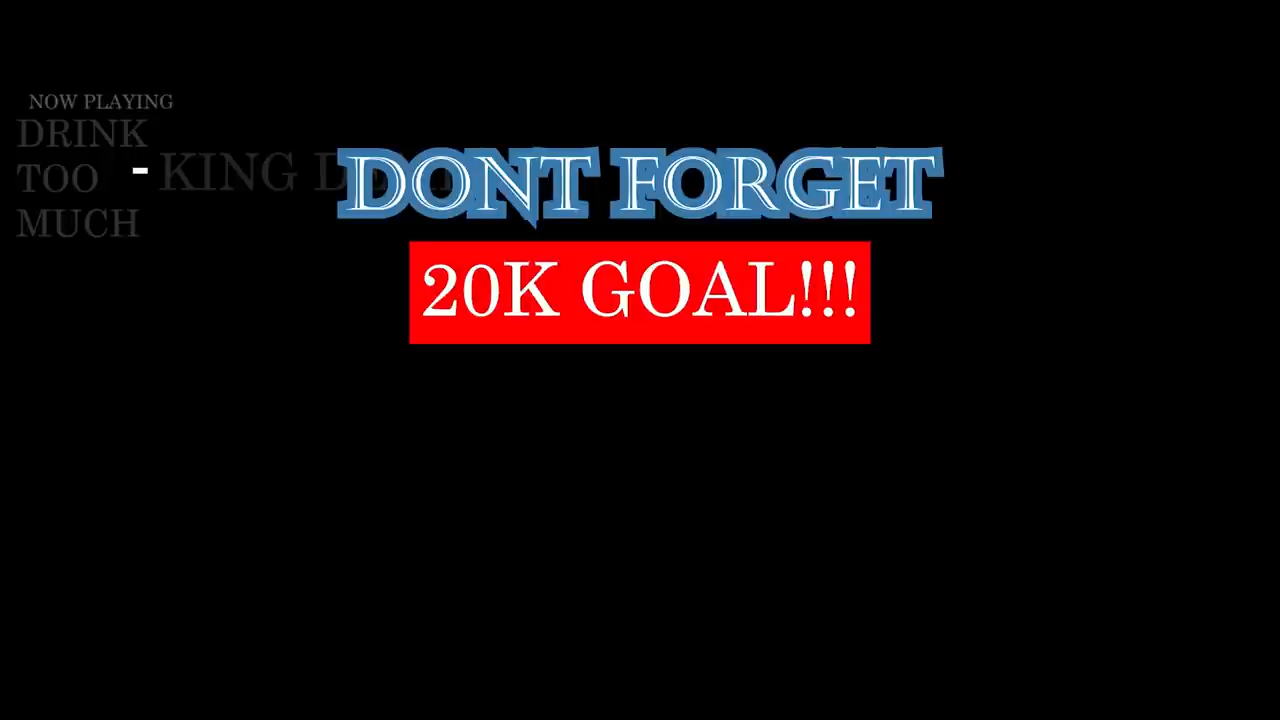 NOW PLAYING
DRINK
TOO
MUCH
- KING
DONT FORGET
20K GOAL!!!